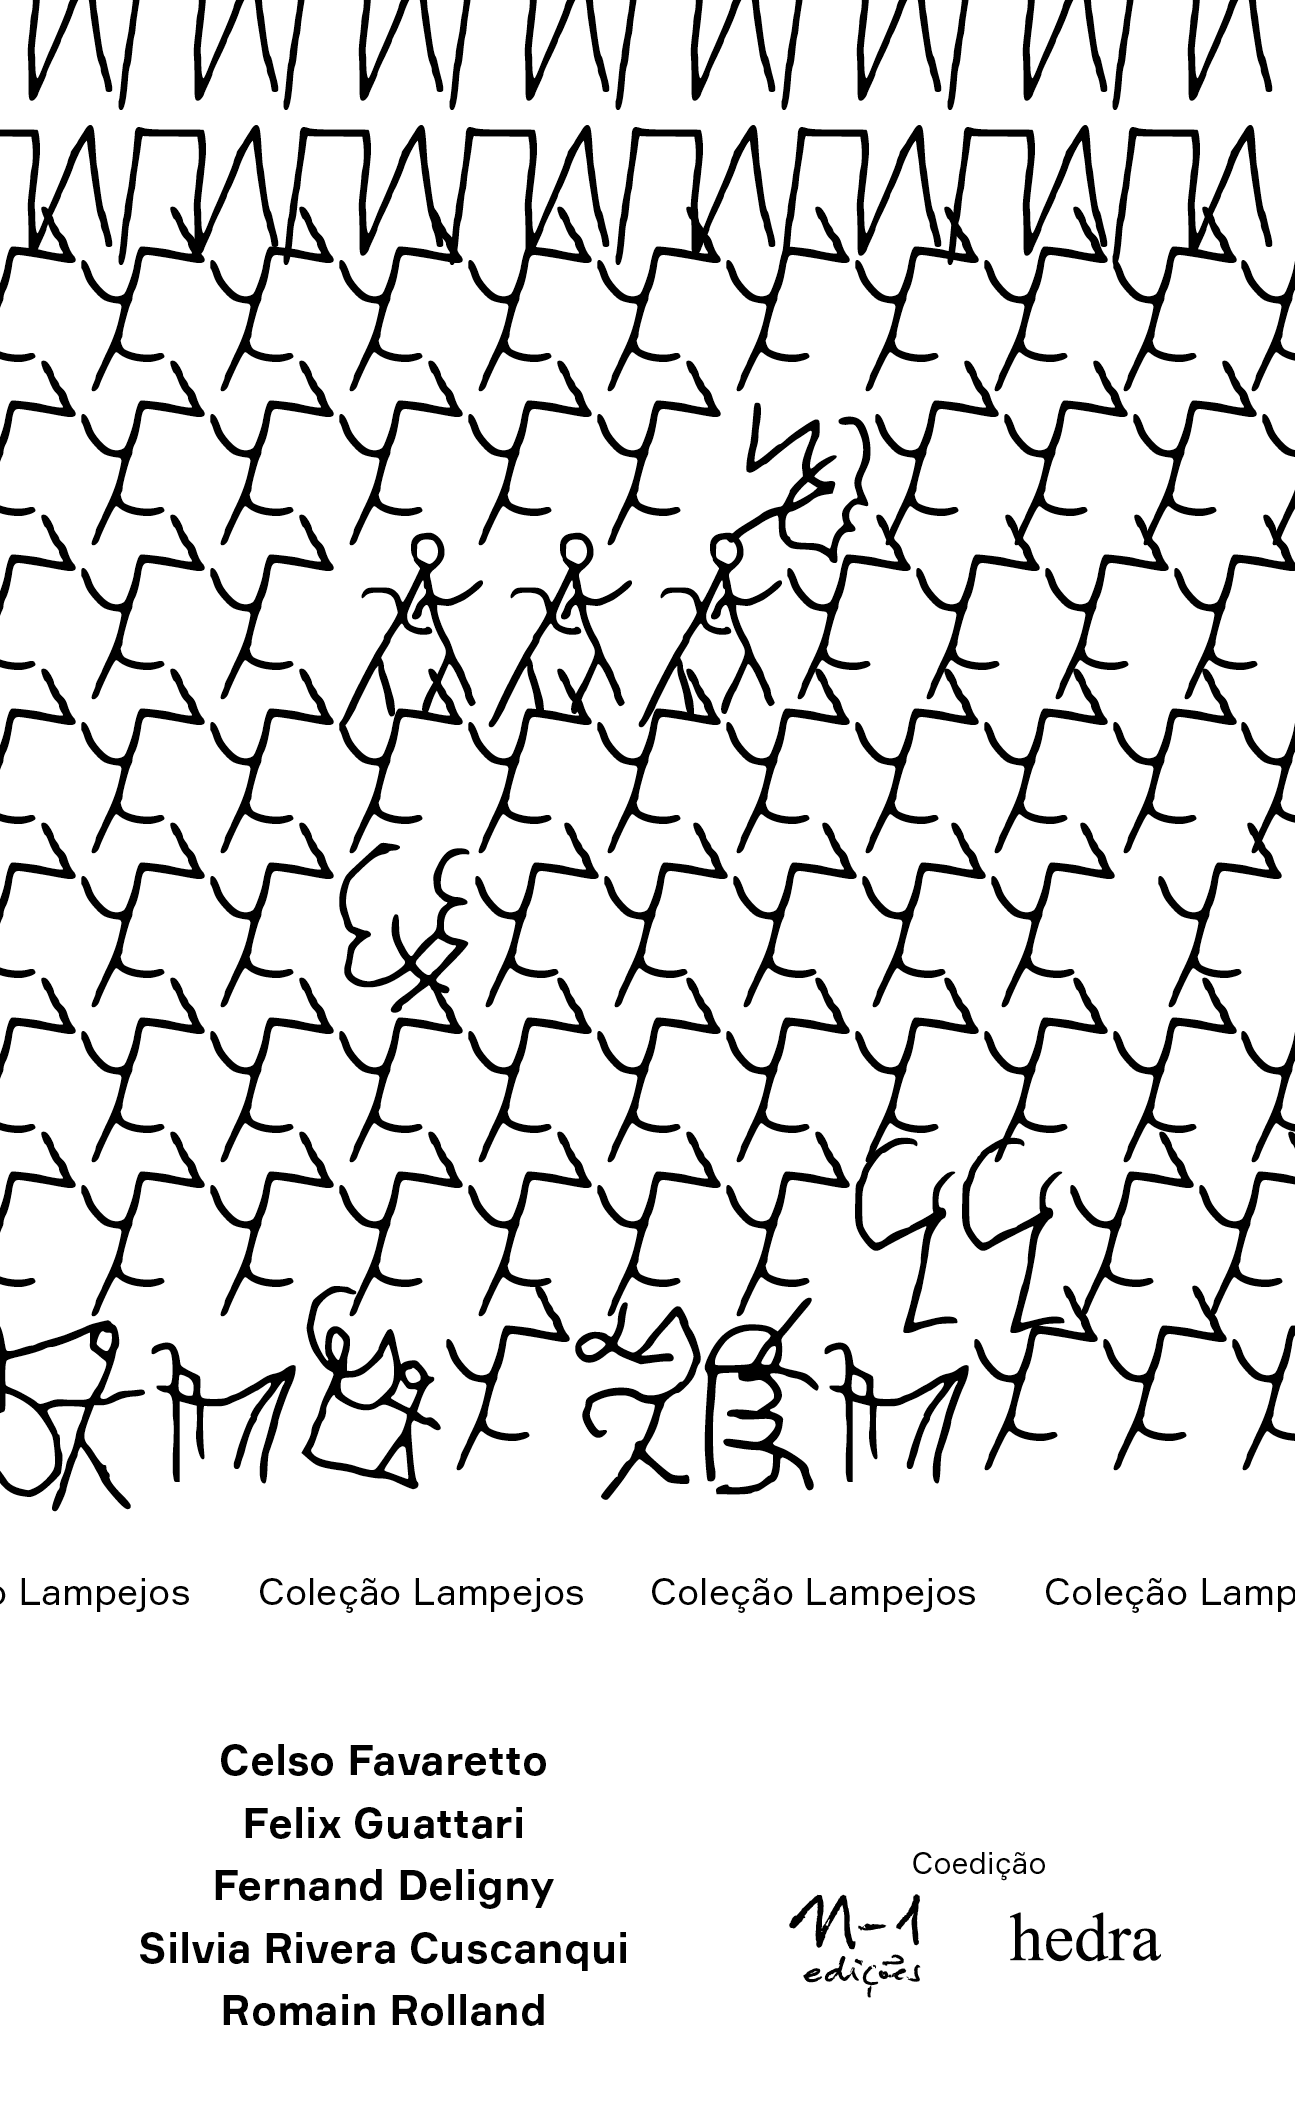 o Lampejos Coleção Lampejos Coleção Lampejos Coleção Lamp
Celso Favaretto
Felix Guattari
Fernand Deligny
Silvia Rivera Cuscanqui
Romain Rolland
Coedição
n-1
edições
hedra